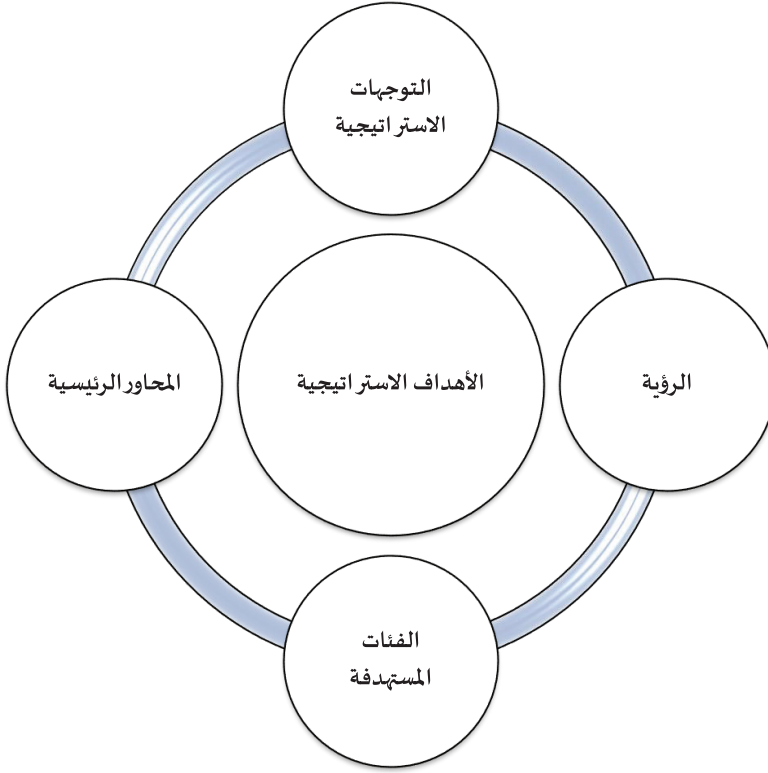 التوجهات
الاستراتيجية
الرؤية
الأهداف الاستراتيجية
المحاور الرئيسية
الفئات
المستهدفة